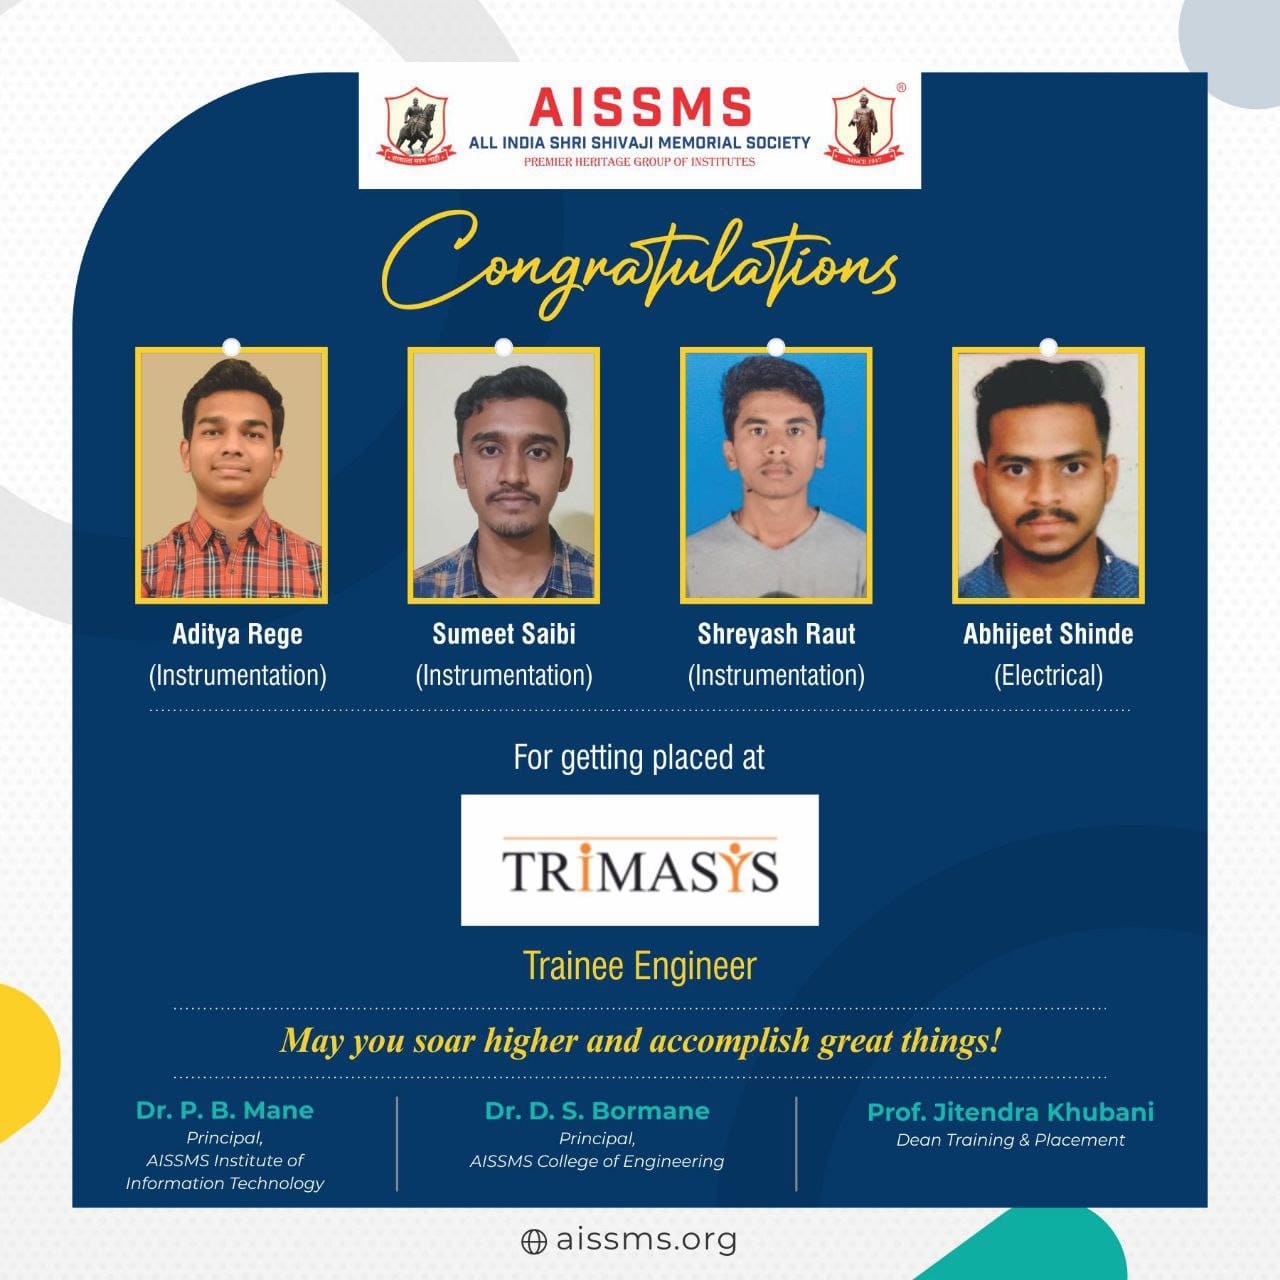 AISSMS
ALL INDIA SHRI SHIVAJI MEMORIAL SOCIETY
PREMIER HERITAGE GROUP OF INSTITUTES
®
SINCE 1917
Congratulations
Aditya Rege
(Instrumentation)
Sumeet Saibi
(Instrumentation)
Shreyash Raut
(Instrumentation)
Abhijeet Shinde
(Electrical)
For getting placed at
TRiMASYS
Trainee Engineer
May you soar higher and accomplish great things!
Dr. P. B. Mane
Principal,
AISSMS Institute of
Information Technology
Dr. D. S. Bormane
Principal,
AISSMS College of Engineering
Prof. Jitendra Khubani
Dean Training & Placement
aissms.org